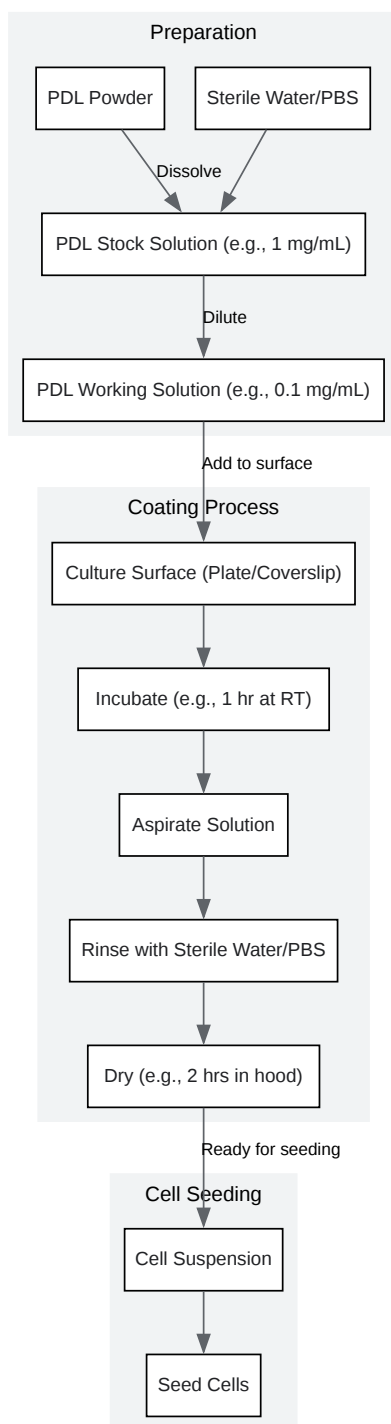 Preparation
PDL Powder
Sterile Water/PBS
Dissolve
PDL Stock Solution (e.g., 1 mg/mL)
Dilute
PDL Working Solution (e.g., 0.1 mg/mL)
Add to surface
Coating Process
Culture Surface (Plate/Coverslip)
Incubate (e.g., 1 hr at RT)
Aspirate Solution
Rinse with Sterile Water/PBS
Dry (e.g., 2 hrs in hood)
Ready for seeding
Cell Seeding
Cell Suspension
Seed Cells